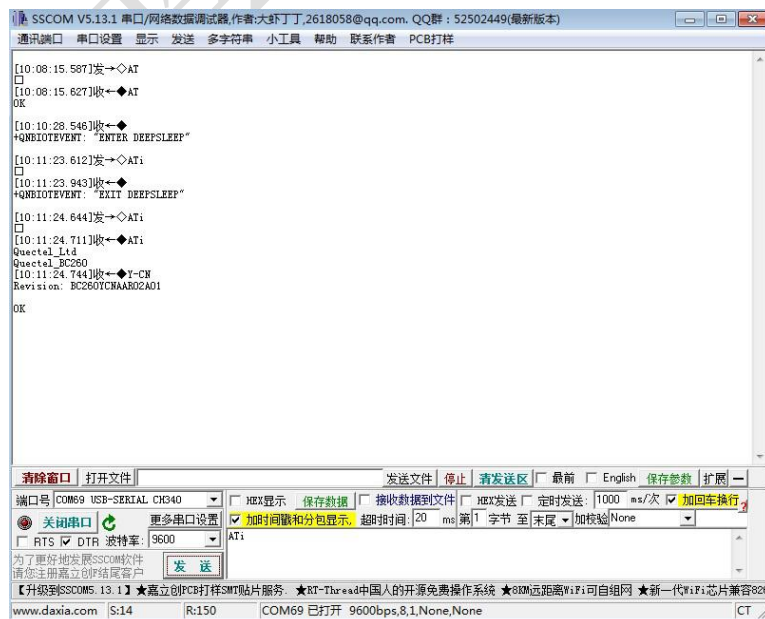 SSCOM V5.13.1 串口/网络数据调试器,作者:大虾丁丁,2618058@qq.com. QQ群：52502449(最新版本)
通讯端口 串口设置 显示 发送 多字符串 小工具 帮助 联系作者 PCB打样
[10:08:15.587]发→◇AT
□
[10:08:15.627]收←◆AT
OK
[10:10:28.546]收←◆
+QNBIOTEVENT: "ENTER DEEPSLEEP"
[10:11:23.612]发→◇ATi
□
[10:11:23.943]收←◆
+QNBIOTEVENT: "EXIT DEEPSLEEP"
[10:11:24.644]发→◇ATi
□
[10:11:24.711]收←◆ATi
Quectel_Ltd
Quectel_BC260
[10:11:24.744]收←◆Y-CN
Revision: BC260YCNAAR02A01
OK
清除窗口 打开文件 发送文件 停止 清发送区 最前 English 保存参数 扩展 —
端口号 COM69 USB-SERIAL CH340 HEX显示 保存数据 接收数据到文件 HEX发送 定时发送: 1000 ms/次 加回车换行
关闭串口 更多串口设置 加时间戳和分包显示, 超时时间: 20 ms 第1 字节 至 末尾 加校验 None
RTS DTR 波特率: 9600 ATi
为了更好地发展SSCOM软件
请您注册嘉立创F结尾客户 发 送
【升级到SSCOM5.13.1】★嘉立创PCB打样SMT贴片服务. ★RT-Thread中国人的开源免费操作系统 ★8KM远距离WiFi可自组网 ★新一代WiFi芯片兼容826
www.daxia.com S:14 R:150 COM69 已打开 9600bps,8,1,None,None CT